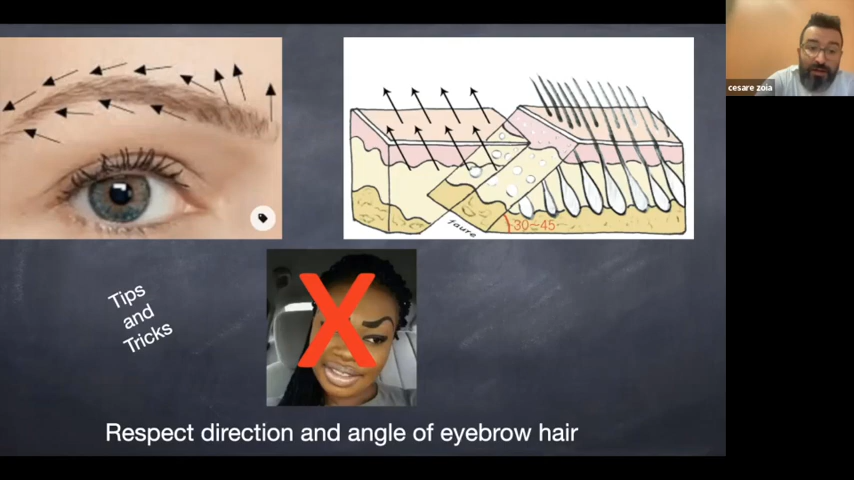 cesare zoia
faure
30-45
Tips
and
Tricks
Respect direction and angle of eyebrow hair